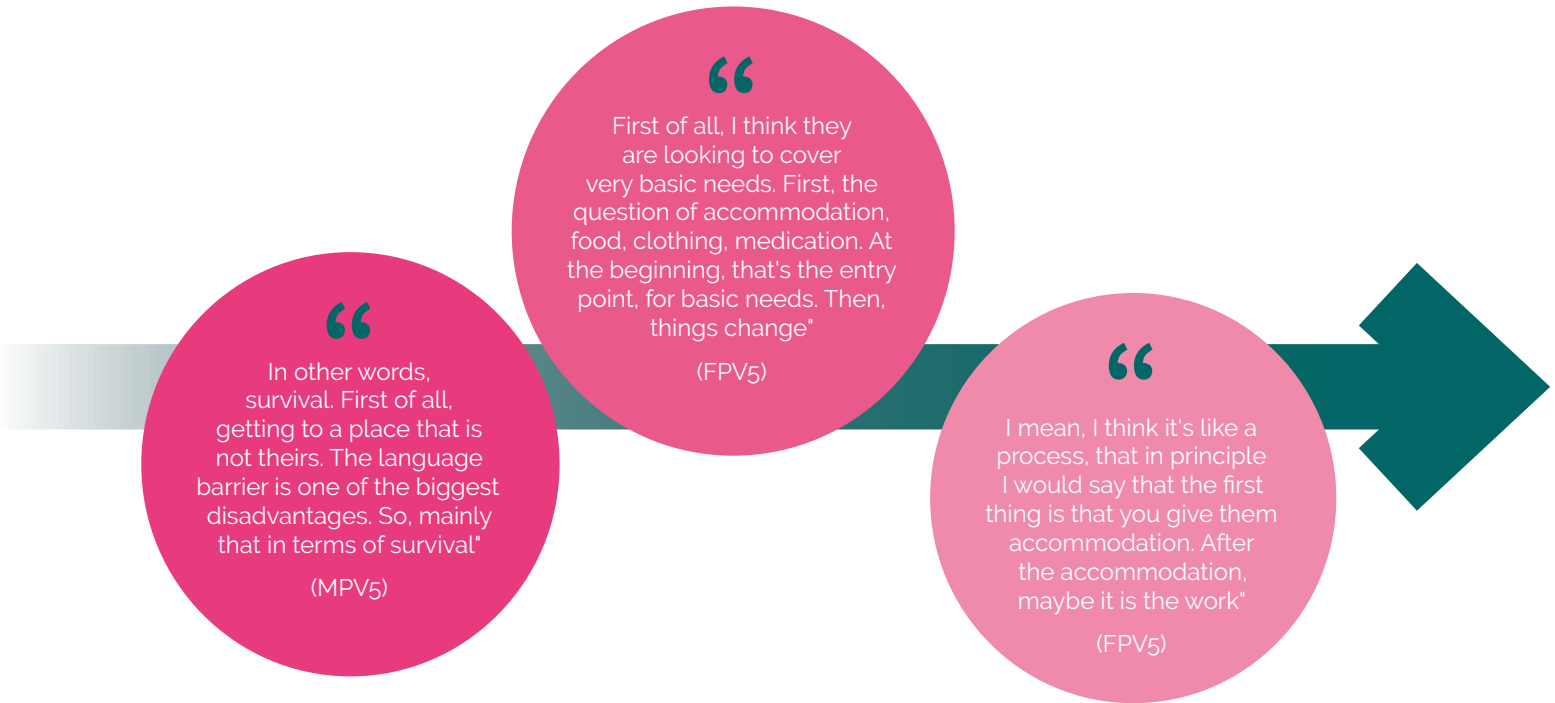 “
In other words,
survival. First of all,
getting to a place that is
not theirs. The language
barrier is one of the biggest
disadvantages. So, mainly
that in terms of survival"
(MPV5)
“
First of all, I think they
are looking to cover
very basic needs. First, the
question of accommodation,
food, clothing, medication. At
the beginning, that’s the entry
point, for basic needs. Then,
things change"
(FPV5)
“
I mean, I think it’s like a
process, that in principle
I would say that the first
thing is that you give them
accommodation. After
the accommodation,
maybe it is the work"
(FPV5)